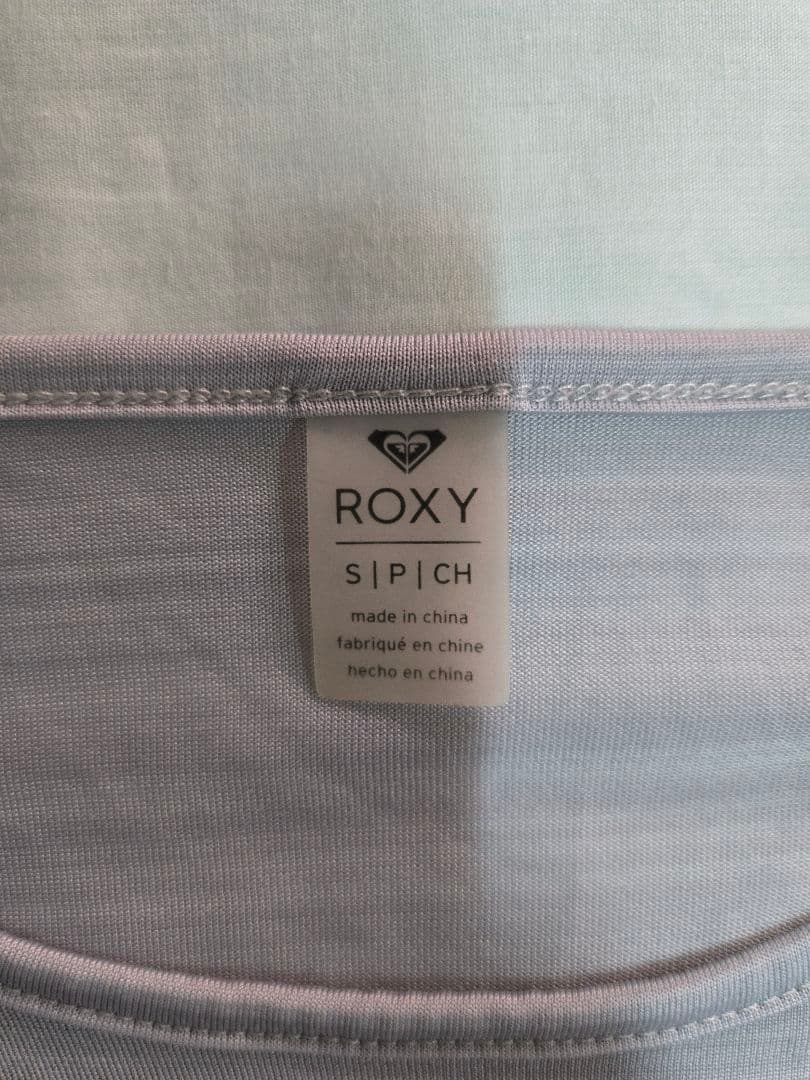 ROXY
S | P | CH
made in china
fabriqué en chine
hecho en china